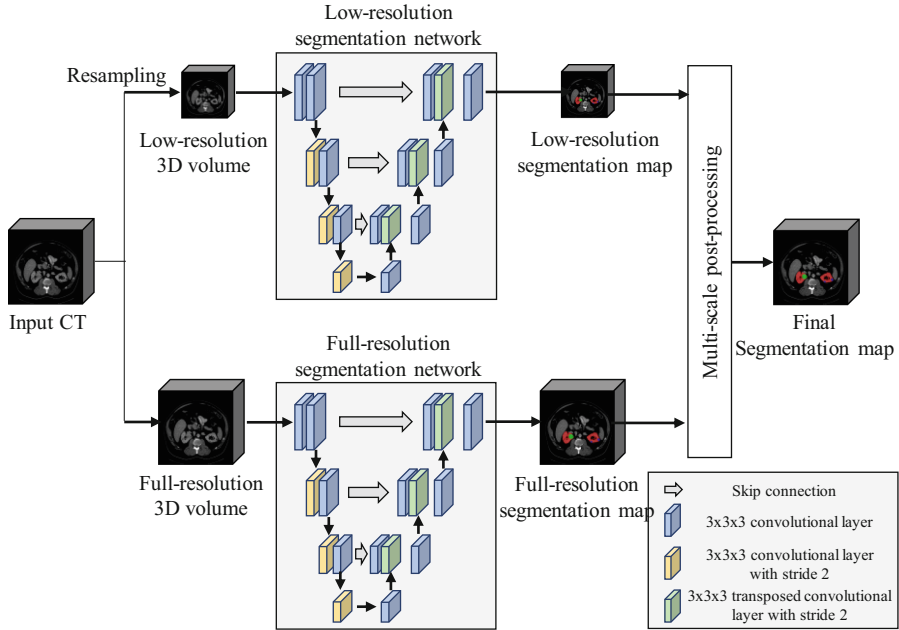 Low-resolution
segmentation network
Resampling
Low-resolution
3D volume
Low-resolution
segmentation map
Input CT
Multi-scale post-processing
Final
Segmentation map
Full-resolution
segmentation network
Full-resolution
3D volume
Full-resolution
segmentation map
Skip connection
3x3x3 convolutional layer
3x3x3 convolutional layer
with stride 2
3x3x3 transposed convolutional
layer with stride 2